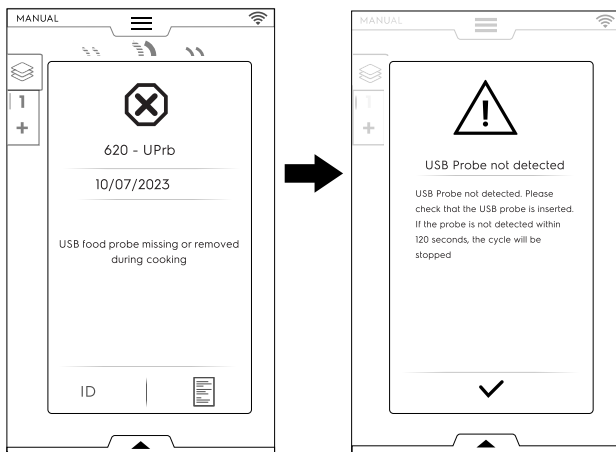 MANUAL
1
+
620 - UPrb
10/07/2023
USB food probe missing or removed
during cooking
ID
MANUAL
1
+
USB Probe not detected
USB Probe not detected. Please
check that the USB probe is inserted.
If the probe is not detected within
120 seconds, the cycle will be
stopped